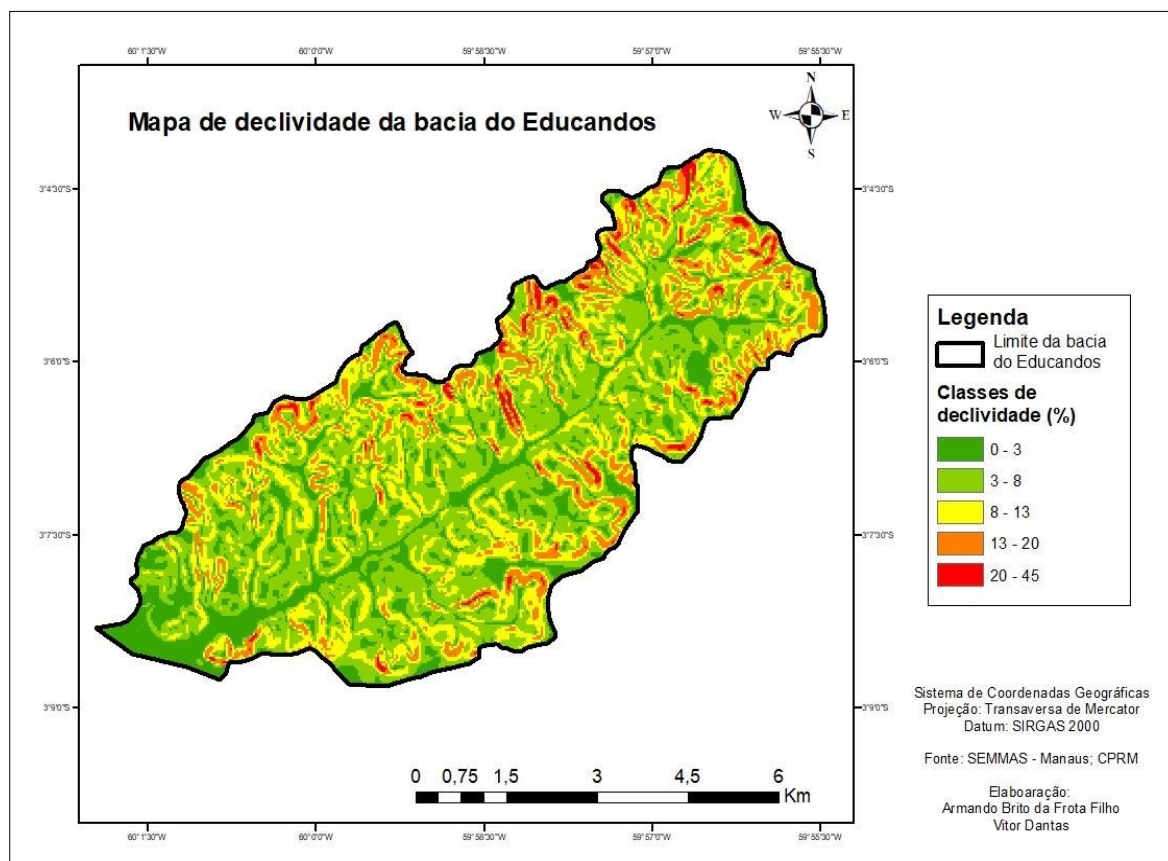 60°1'30"W 60°0'0"W 59°58'30"W 59°57'0"W 59°55'30"W
Mapa de declividade da bacia do Educandos
N
W E
S
3°4'30"S 3°4'30"S
3°6'0"S 3°6'0"S
3°7'30"S 3°7'30"S
3°9'0"S 3°9'0"S
0 0,75 1,5 3 4,5 6
Km
60°1'30"W 60°0'0"W 59°58'30"W 59°57'0"W 59°55'30"W
Legenda
Limite da bacia
do Educandos
Classes de
declividade (%)
0 - 3
3 - 8
8 - 13
13 - 20
20 - 45
Sistema de Coordenadas Geográficas
Projeção: Transaversa de Mercator
Datum: SIRGAS 2000
Fonte: SEMMAS - Manaus; CPRM
Elaboaração:
Armando Brito da Frota Filho
Vitor Dantas